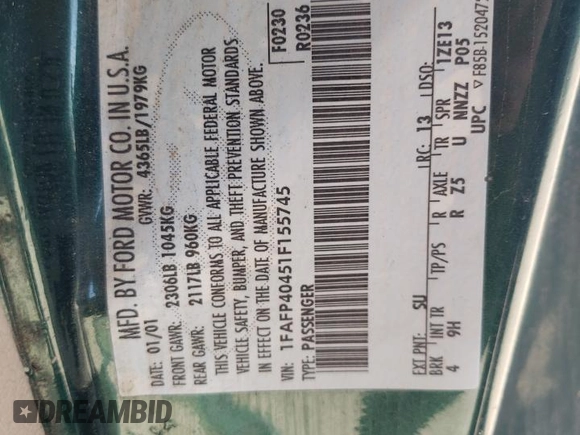 MFD. BY FORD MOTOR CO. IN U.S.A.
DATE: 01/01 GVWR: 4365LB/1979KG
FRONT GAWR: 2306LB 1045KG
REAR GAWR: 2117LB 960KG
THIS VEHICLE CONFORMS TO ALL APPLICABLE FEDERAL MOTOR
VEHICLE SAFETY, BUMPER, AND THEFT PREVENTION STANDARDS
IN EFFECT ON THE DATE OF MANUFACTURE SHOWN ABOVE.
VIN: 1FAFP40451F155745
TYPE: PASSENGER
F0230
R0236
EXT PNT: SU RC: 13 DSO:
BRK INT TR TP/PS R AXLE TR SPR 1ZE13
4 9H R Z5 U NNZZ P05
UPC
DREAMBID